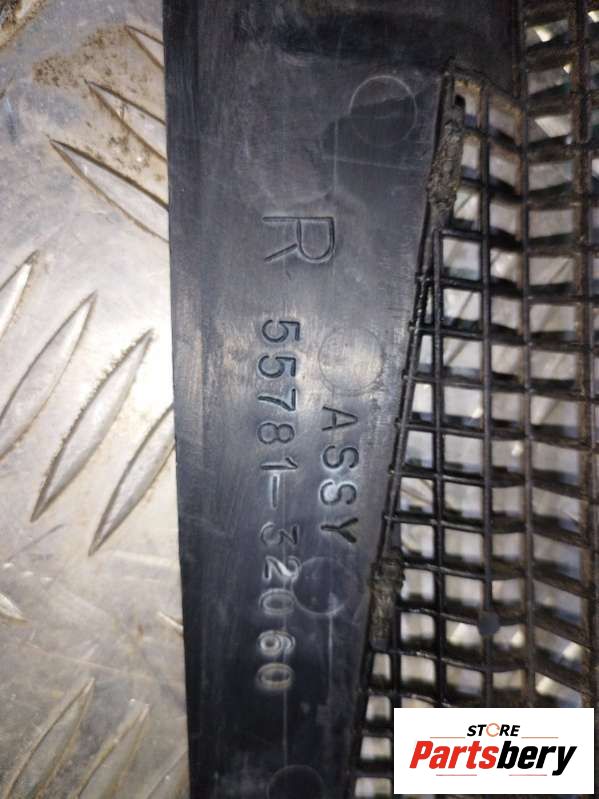 R 55781-32060
ASSY
STORE
Partsbery